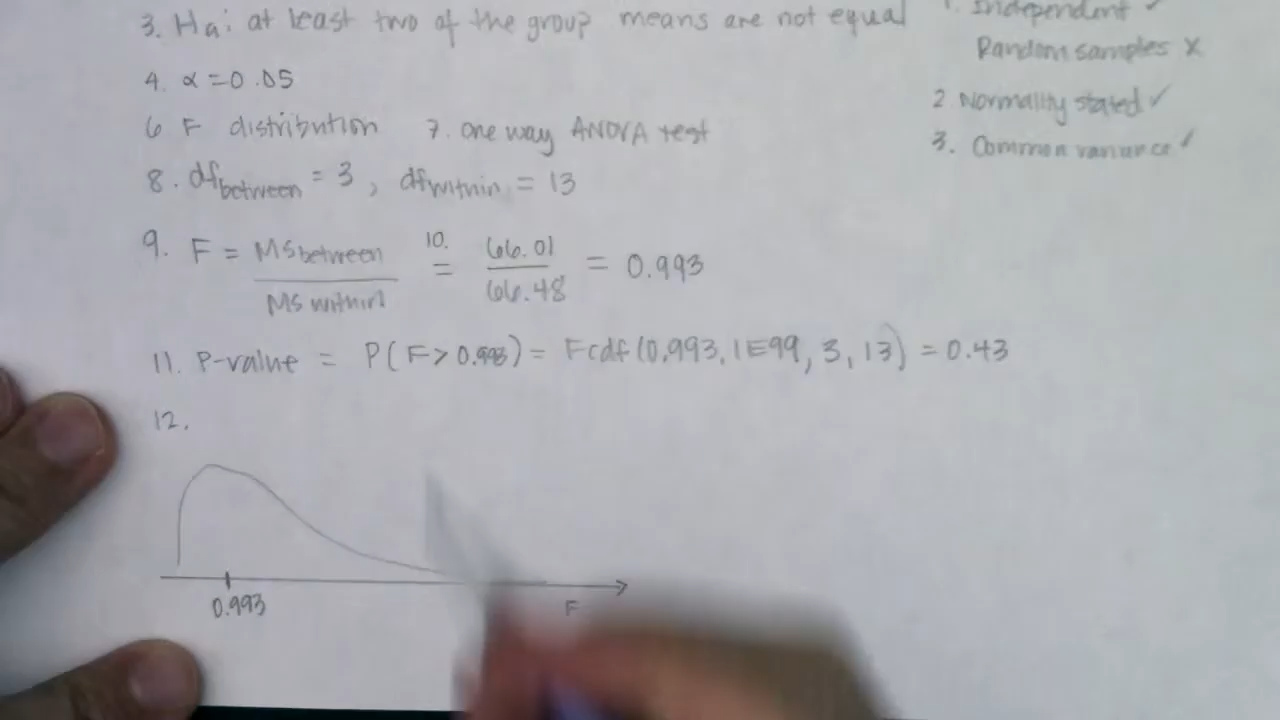 3. Ha: at least two of the group means are not equal
4. α = 0.05
6 F distribution 7. One way ANOVA test
8. df between = 3, df within = 13
9. F = MS between / MS within 10. = 66.01 / 66.48 = 0.993
11. P-value = P(F > 0.993) = Fcdf(0.993, 1E99, 3, 13) = 0.43
12.
0.993
F
1. Independent ✓
Random samples x
2 Normality stated ✓
3. Common variance ✓